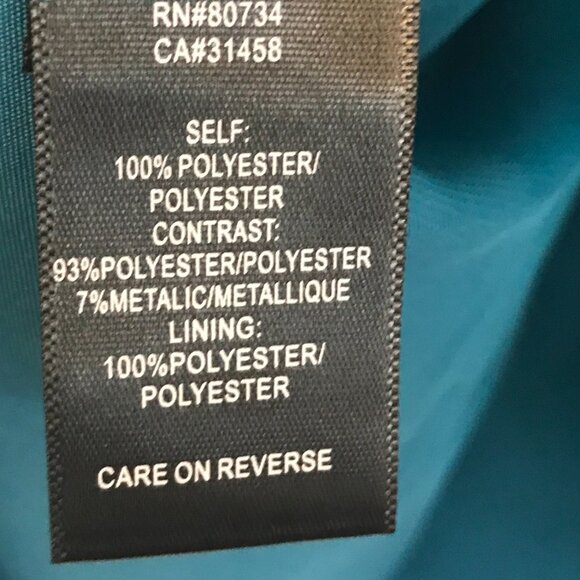 RN#80734
CA#31458
SELF:
100% POLYESTER/
POLYESTER
CONTRAST:
93%POLYESTER/POLYESTER
7%METALIC/METALLIQUE
LINING:
100%POLYESTER/
POLYESTER
CARE ON REVERSE